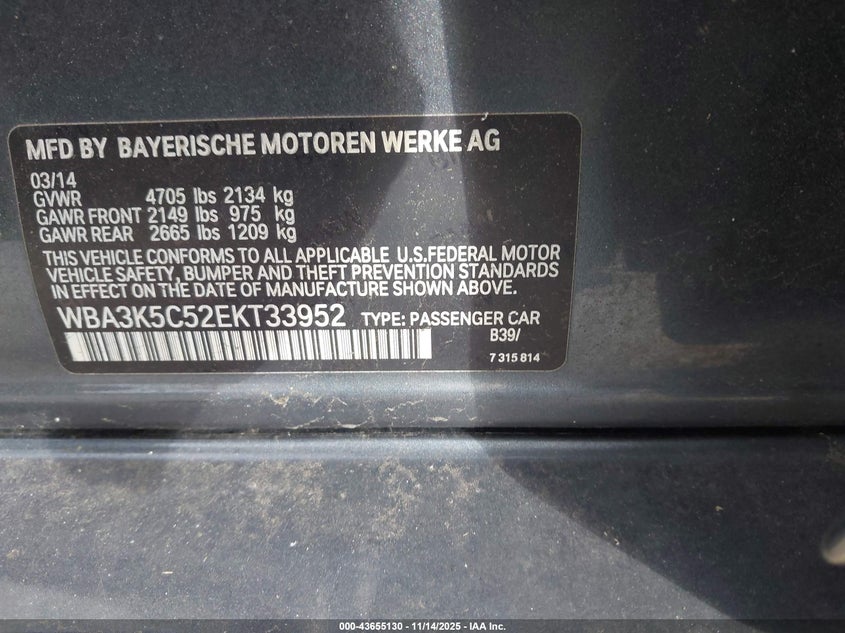 MFD BY BAYERISCHE MOTOREN WERKE AG
03/14
GVWR 4705 lbs 2134 kg
GAWR FRONT 2149 lbs 975 kg
GAWR REAR 2665 lbs 1209 kg
THIS VEHICLE CONFORMS TO ALL APPLICABLE U.S.FEDERAL MOTOR
VEHICLE SAFETY, BUMPER AND THEFT PREVENTION STANDARDS
IN EFFECT ON THE DATE OF MANUFACTURE SHOWN ABOVE.
WBA3K5C52EKT33952 TYPE: PASSENGER CAR
B39/
7 315 814
000-43655130 - 11/14/2025 - IAA Inc.